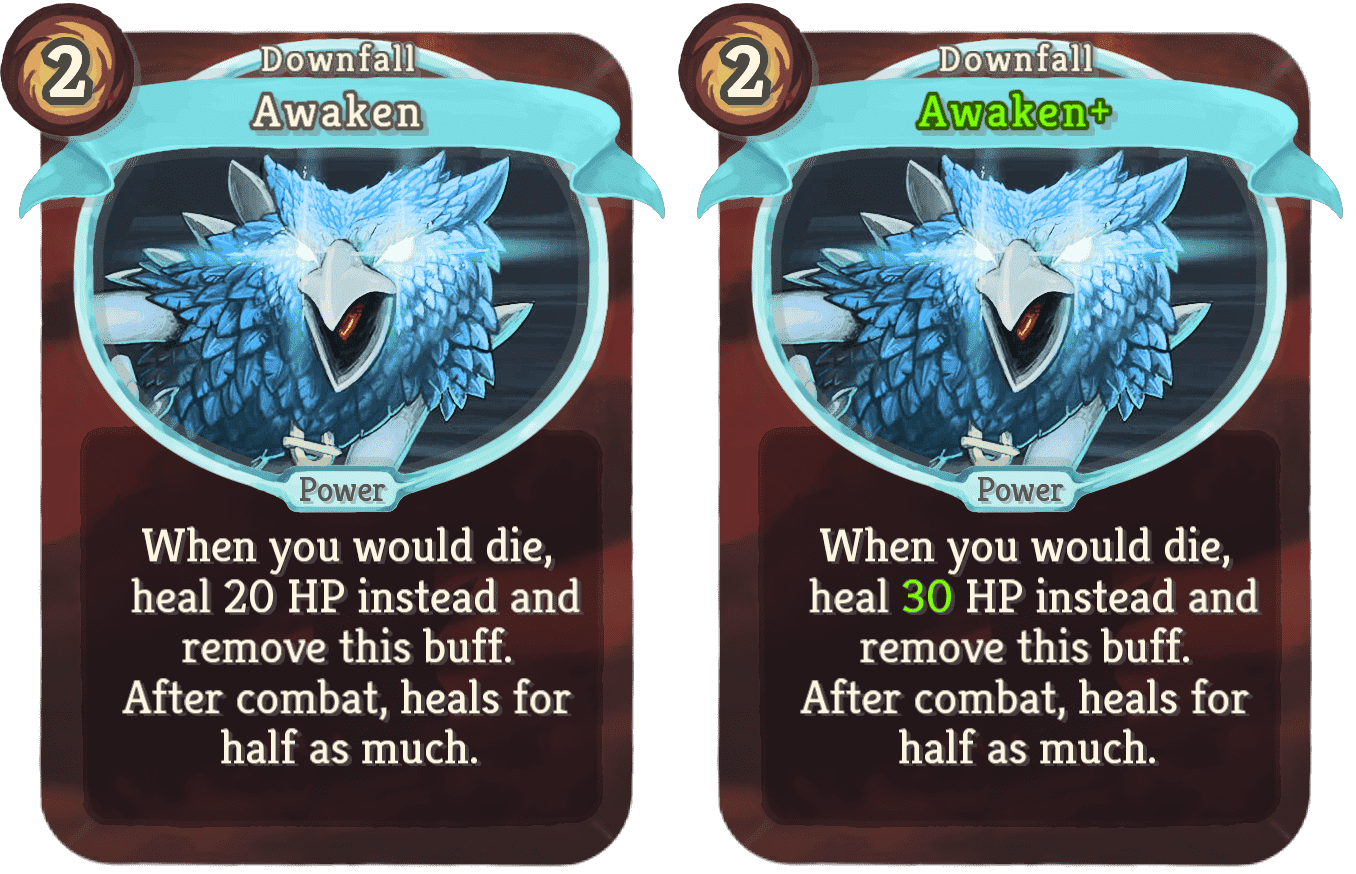 2
Downfall
Awaken
Power
When you would die,
heal 20 HP instead and
remove this buff.
After combat, heals for
half as much.
2
Downfall
Awaken+
Power
When you would die,
heal 30 HP instead and
remove this buff.
After combat, heals for
half as much.